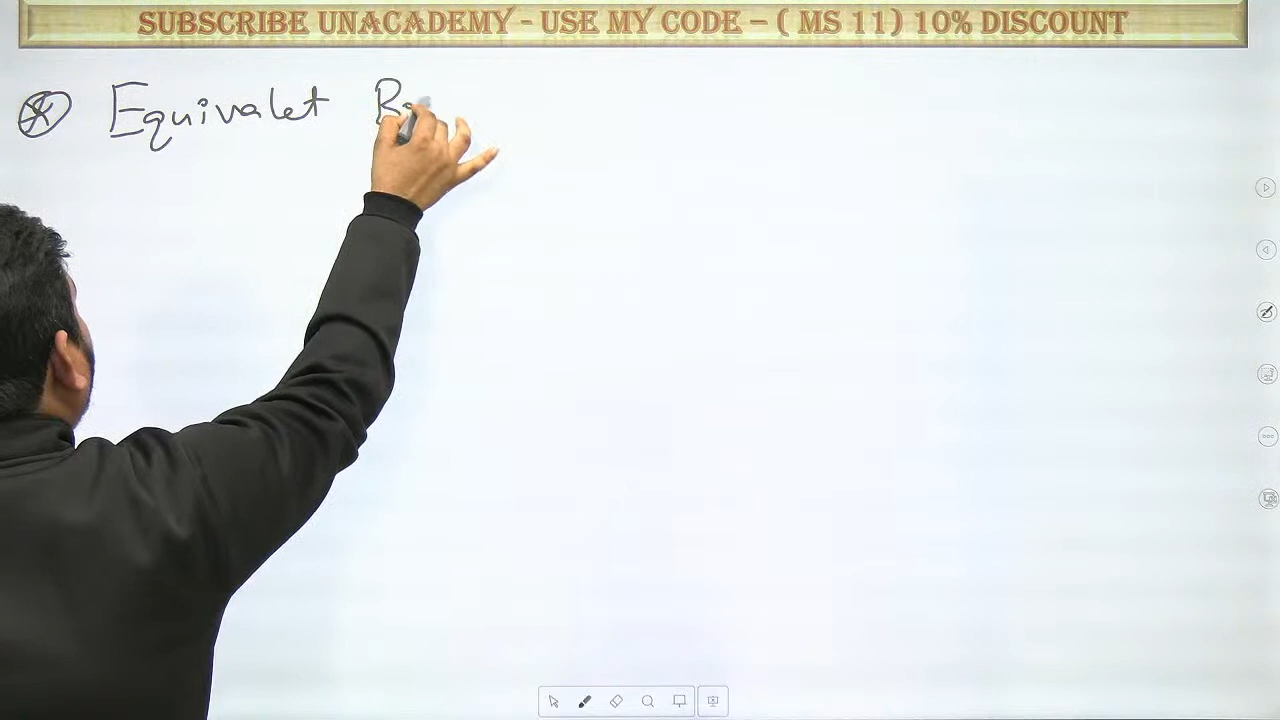 SUBSCRIBE UNACADEMY - USE MY CODE – ( MS 11) 10% DISCOUNT
Equivalet